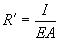 R' = I / EA